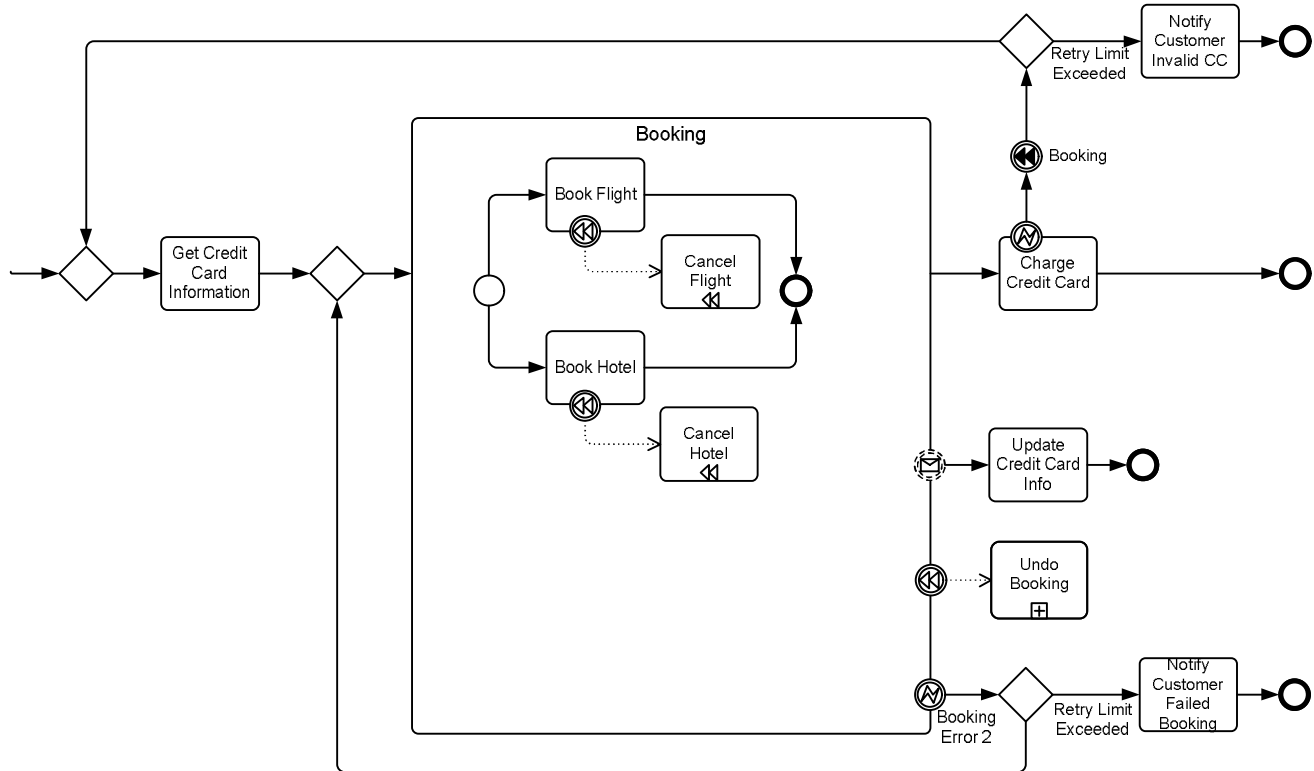 Notify
Customer
Invalid CC
Retry Limit
Exceeded
Booking
Booking
Book Flight
Cancel
Flight
Get Credit
Card
Information
Charge
Credit Card
Book Hotel
Cancel
Hotel
Update
Credit Card
Info
Undo
Booking
Booking
Error 2
Retry Limit
Exceeded
Notify
Customer
Failed
Booking